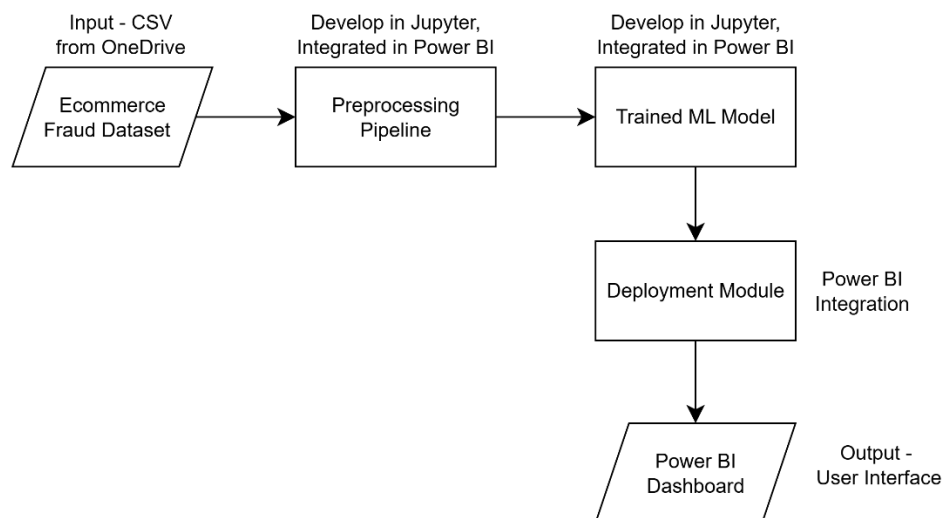 Input - CSV
from OneDrive
Develop in Jupyter,
Integrated in Power BI
Develop in Jupyter,
Integrated in Power BI
Ecommerce
Fraud Dataset
Preprocessing
Pipeline
Trained ML Model
Deployment Module
Power BI
Integration
Power BI
Dashboard
Output -
User Interface